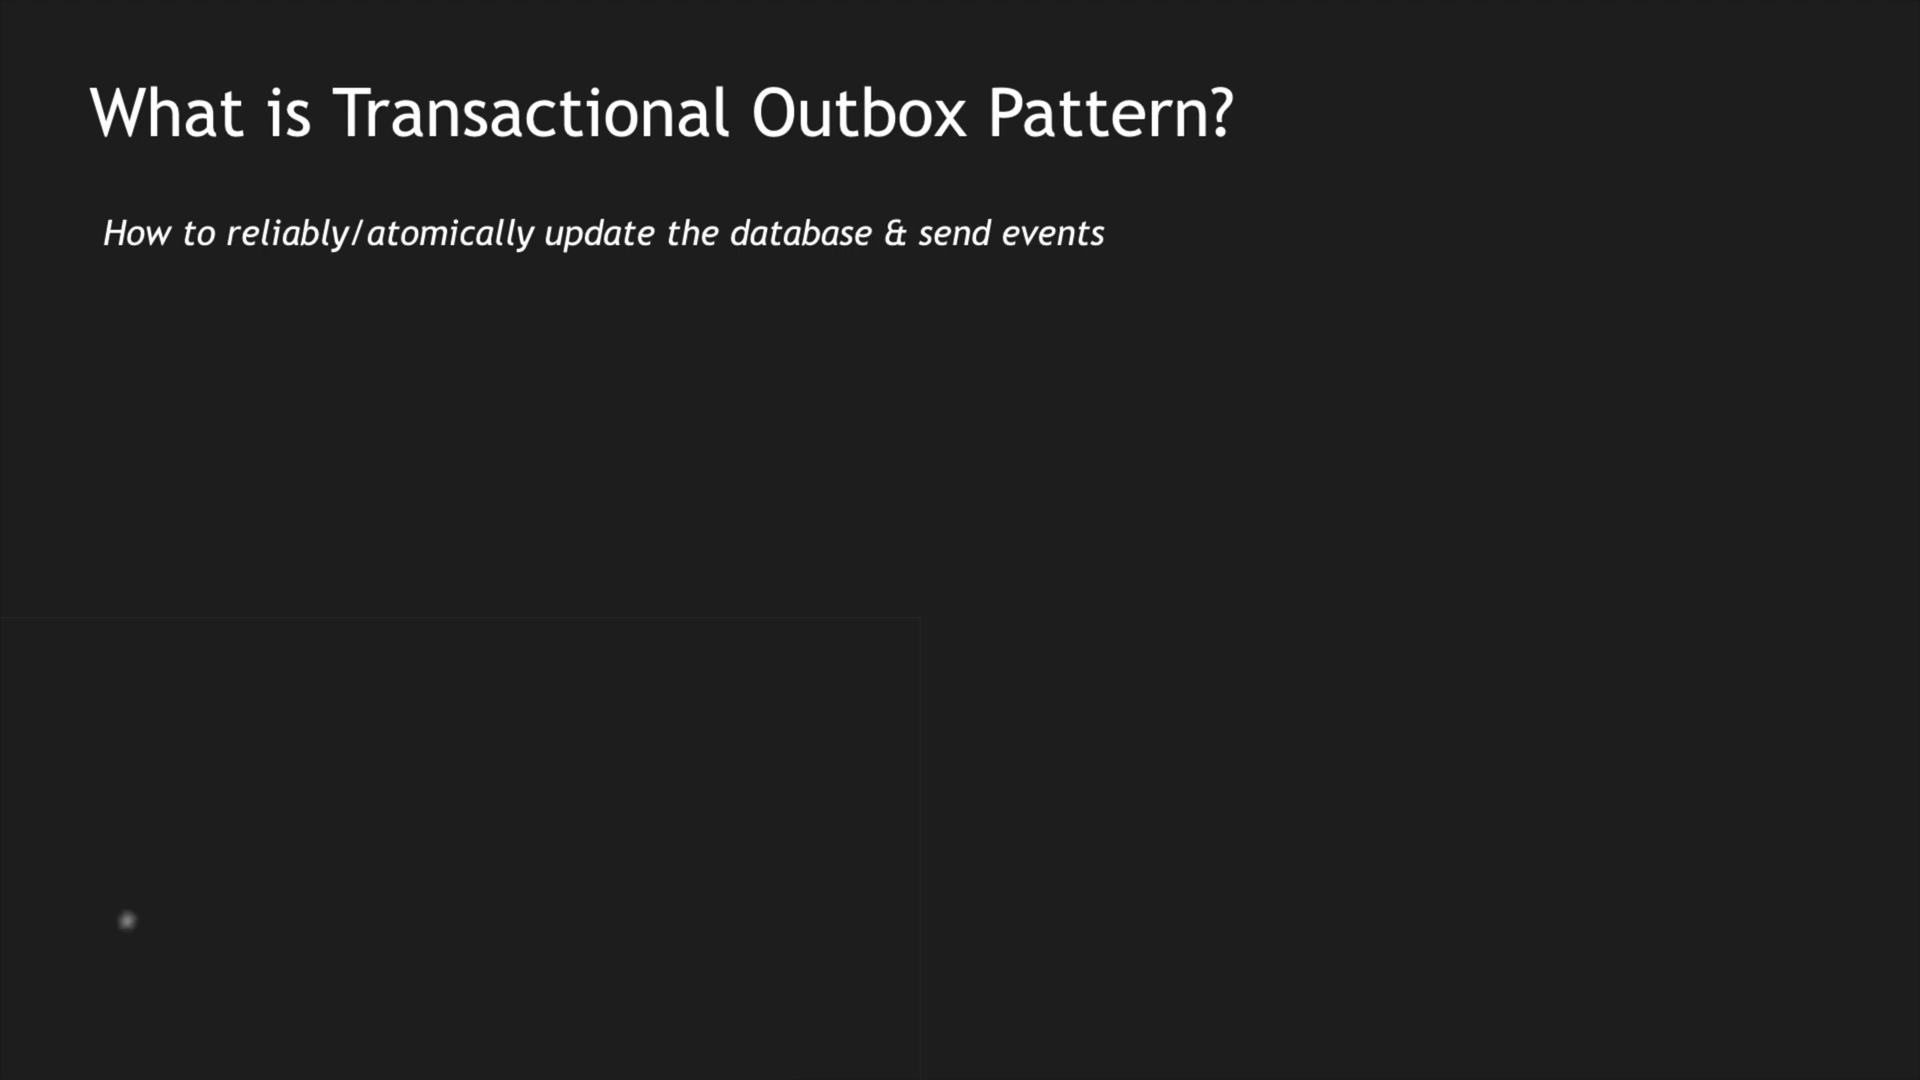 What is Transactional Outbox Pattern?
How to reliably/atomically update the database & send events